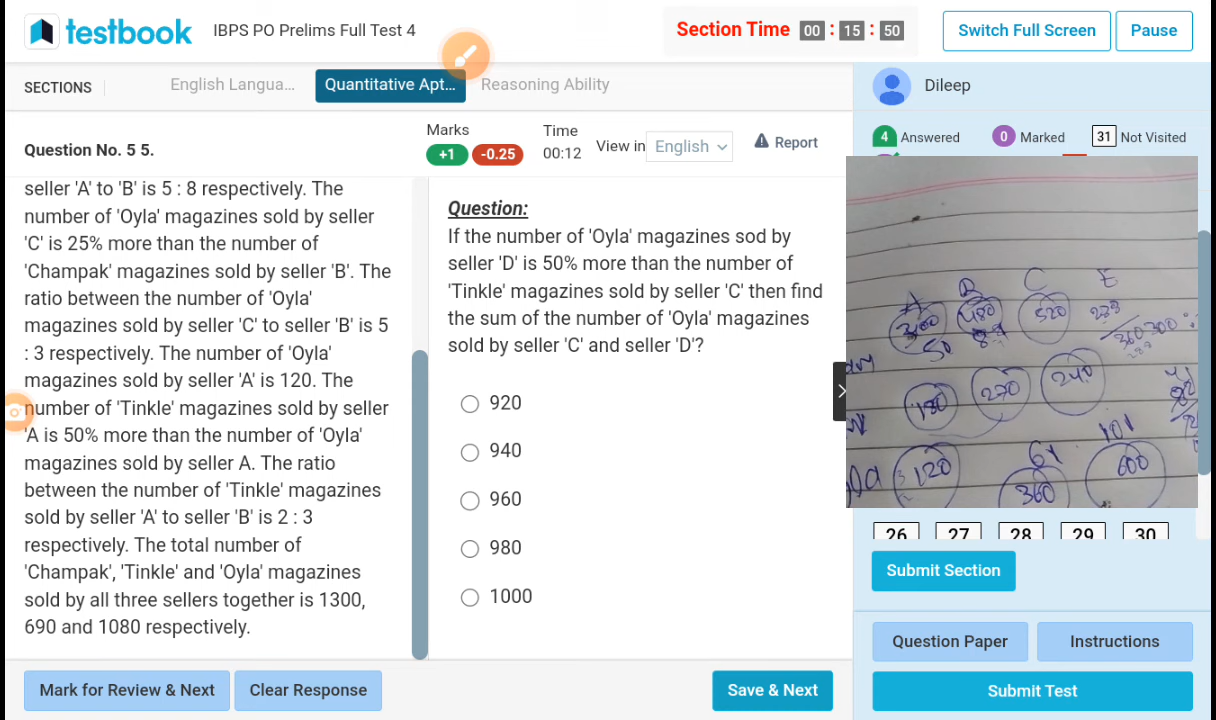 testbook IBPS PO Prelims Full Test 4
Section Time 00 : 15 : 50
Switch Full Screen
Pause
SECTIONS
English Langua...
Quantitative Apt...
Reasoning Ability
Dileep
Question No. 5 5.
Marks
+1 -0.25
Time
00:12
View in English
Report
4 Answered
0 Marked
31 Not Visited
seller 'A' to 'B' is 5 : 8 respectively. The
number of 'Oyla' magazines sold by seller
'C' is 25% more than the number of
'Champak' magazines sold by seller 'B'. The
ratio between the number of 'Oyla'
magazines sold by seller 'C' to seller 'B' is 5
: 3 respectively. The number of 'Oyla'
magazines sold by seller 'A' is 120. The
number of 'Tinkle' magazines sold by seller
'A is 50% more than the number of 'Oyla'
magazines sold by seller A. The ratio
between the number of 'Tinkle' magazines
sold by seller 'A' to seller 'B' is 2 : 3
respectively. The total number of
'Champak', 'Tinkle' and 'Oyla' magazines
sold by all three sellers together is 1300,
690 and 1080 respectively.
Question:
If the number of 'Oyla' magazines sod by
seller 'D' is 50% more than the number of
'Tinkle' magazines sold by seller 'C' then find
the sum of the number of 'Oyla' magazines
sold by seller 'C' and seller 'D'?
920
940
960
980
1000
A B C E
300 480 520
50
180 270 240
120 360 600
26 27 28 29 30
Submit Section
Question Paper
Instructions
Mark for Review & Next
Clear Response
Save & Next
Submit Test